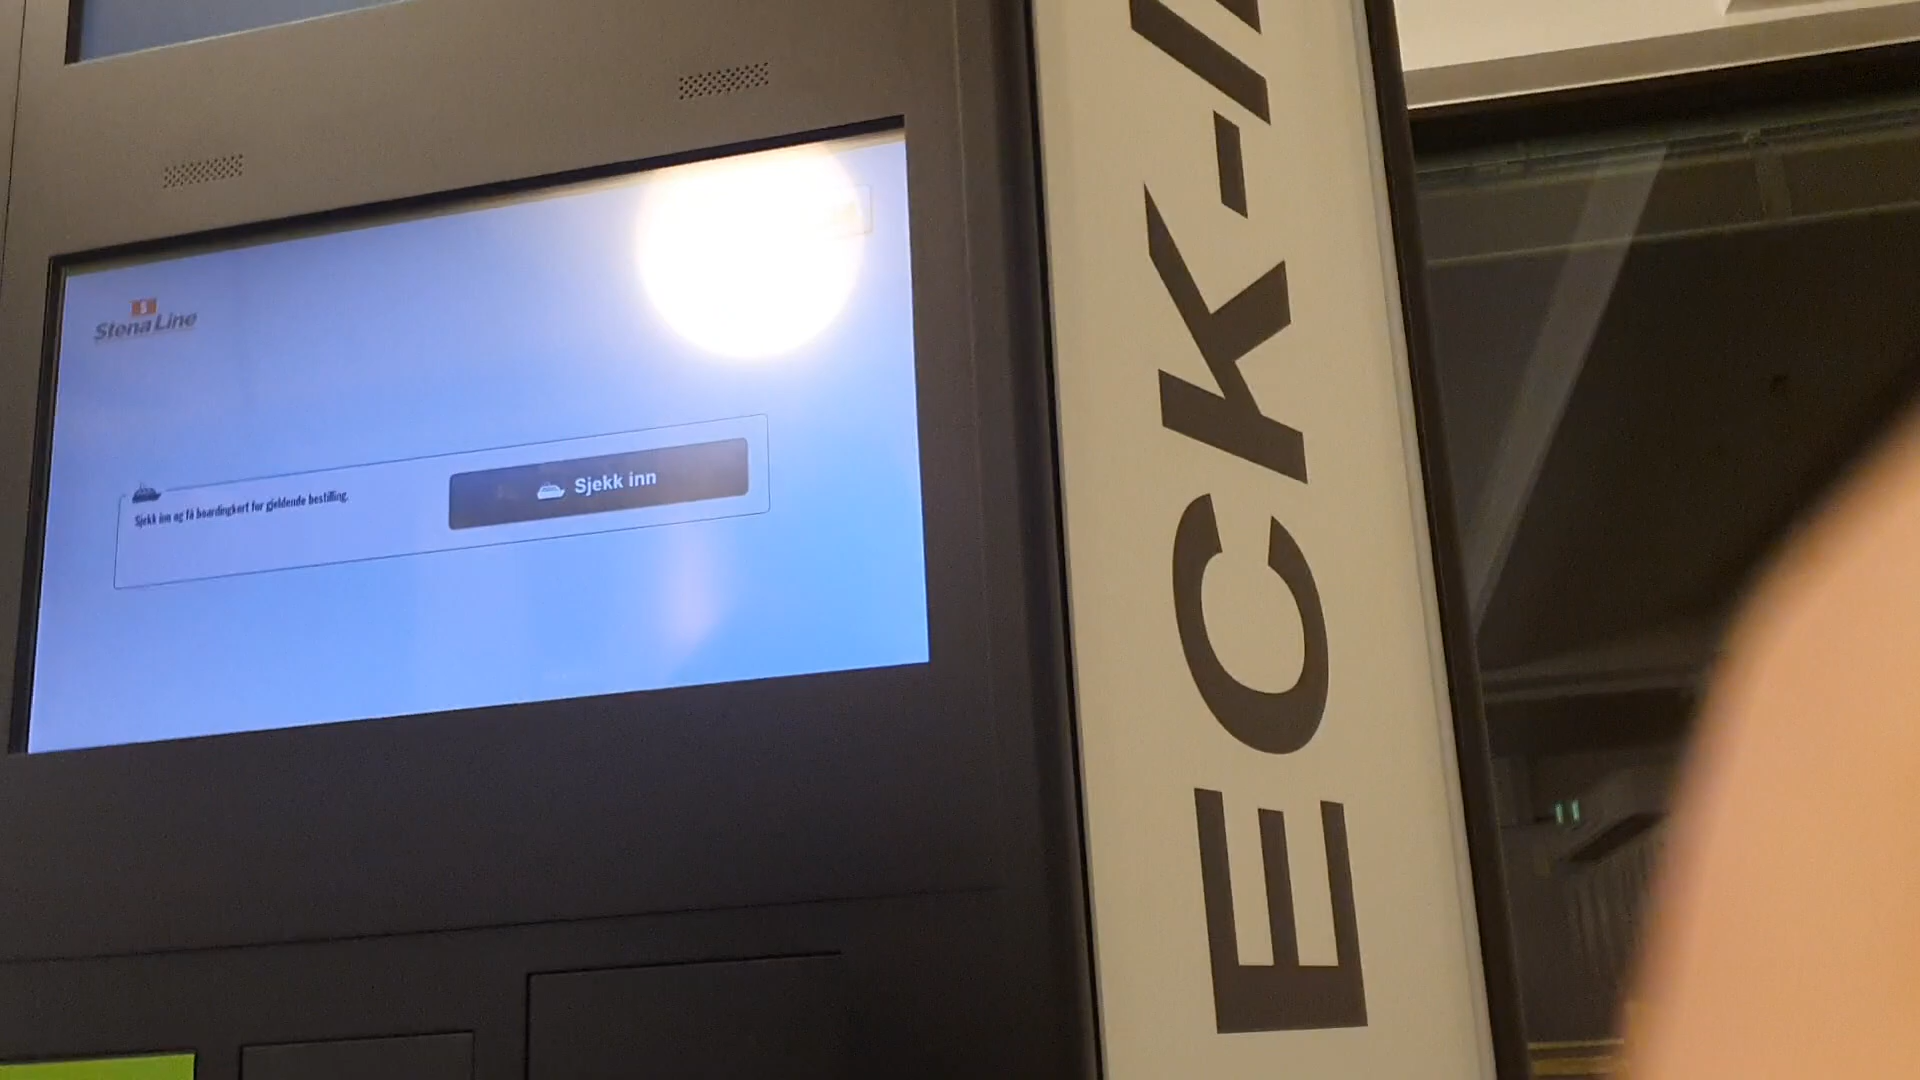 Stena Line
Sjekk inn og få boardingkort for gjeldende bestilling.
Sjekk inn
ECK-I